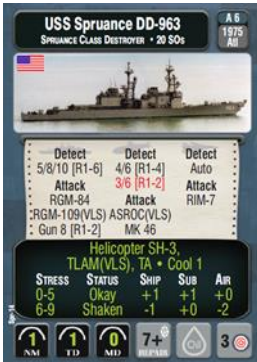 USS Spruance DD-963
Spruance Class Destroyer • 20 SOs
A 6
1975
All
Detect Detect Detect
5/8/10 [R1-6] 4/6 [R1-4] Auto
Attack 3/6 [R1-2] Attack
RGM-84 Attack RIM-7
:RGM-109(VLS) ASROC(VLS)
Gun 8 [R1-2] MK 46
Helicopter SH-3,
TLAM(VLS), TA • Cool 1
Stress Status Ship Sub Air
0-5 Okay +1 +1 +0
6-9 Shaken -1 +0 -2
Spr-14
1 1 0 7+ Oil 3
NM TD MD REPAIR